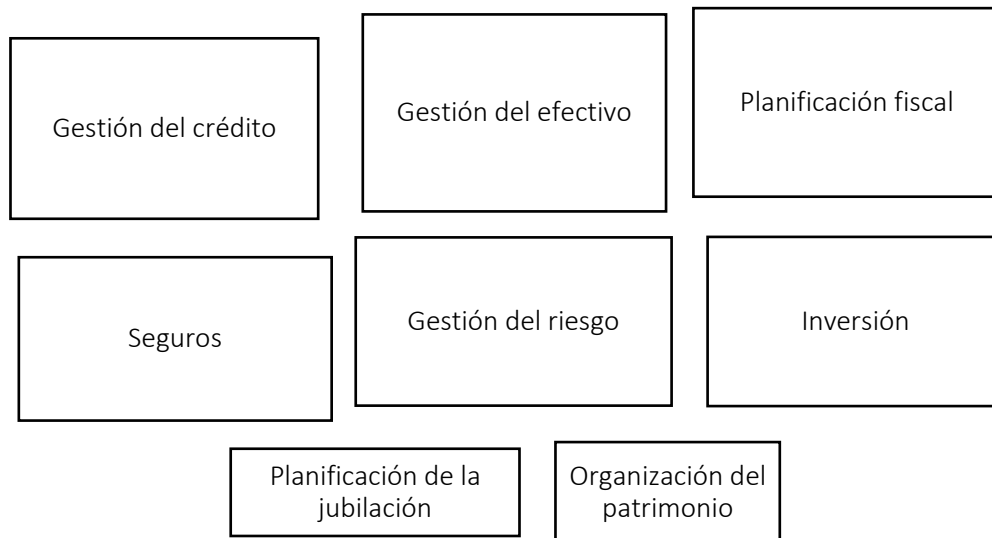 Gestión del crédito
Gestión del efectivo
Planificación fiscal
Seguros
Gestión del riesgo
Inversión
Planificación de la
jubilación
Organización del
patrimonio